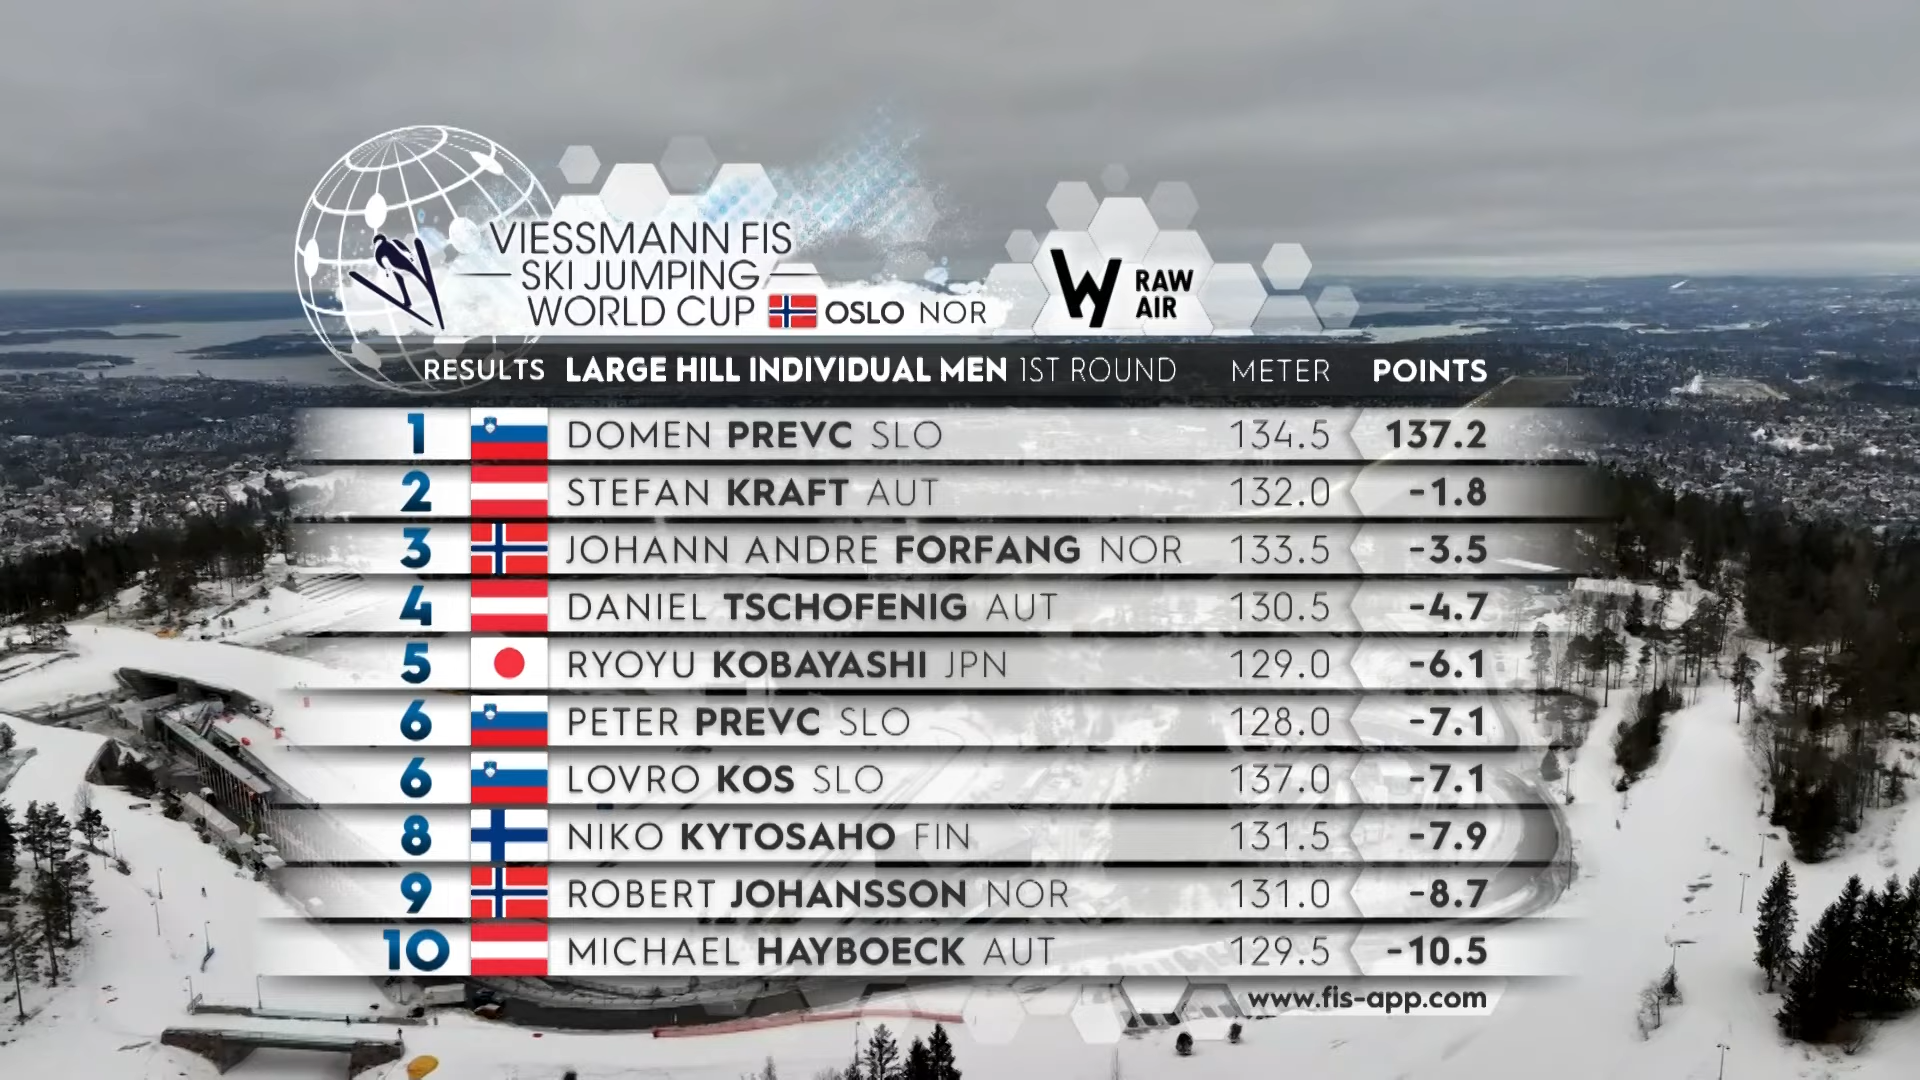 VIESSMANN FIS
SKI JUMPING
WORLD CUP OSLO NOR
RAW
AIR
RESULTS LARGE HILL INDIVIDUAL MEN 1ST ROUND METER POINTS
1 DOMEN PREVC SLO 134.5 137.2
2 STEFAN KRAFT AUT 132.0 -1.8
3 JOHANN ANDRE FORFANG NOR 133.5 -3.5
4 DANIEL TSCHOFENIG AUT 130.5 -4.7
5 RYOYU KOBAYASHI JPN 129.0 -6.1
6 PETER PREVC SLO 128.0 -7.1
6 LOVRO KOS SLO 137.0 -7.1
8 NIKO KYTOSAHO FIN 131.5 -7.9
9 ROBERT JOHANSSON NOR 131.0 -8.7
10 MICHAEL HAYBOECK AUT 129.5 -10.5
www.fis-app.com